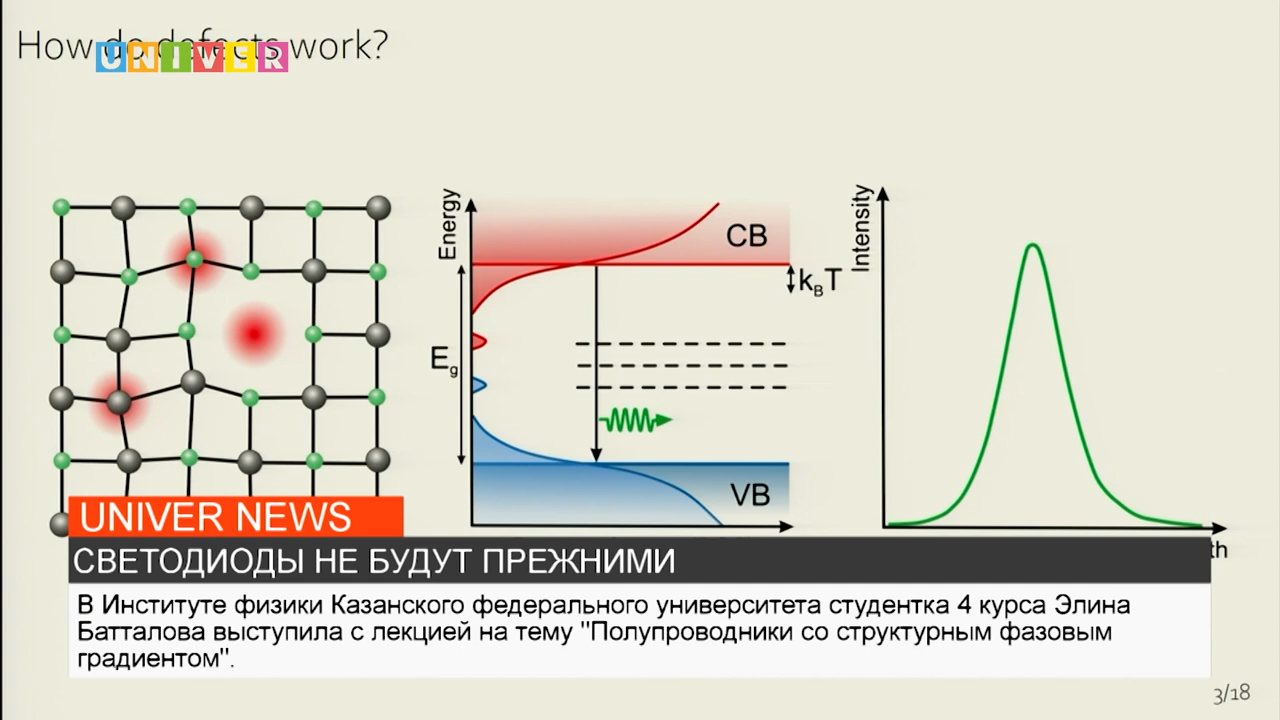 How do defects work?
UNIVER
Energy
CB
k_BT
E_g
VB
Intensity
th
UNIVER NEWS
СВЕТОДИОДЫ НЕ БУДУТ ПРЕЖНИМИ
В Институте физики Казанского федерального университета студентка 4 курса Элина
Батталова выступила с лекцией на тему "Полупроводники со структурным фазовым
градиентом".
3/18